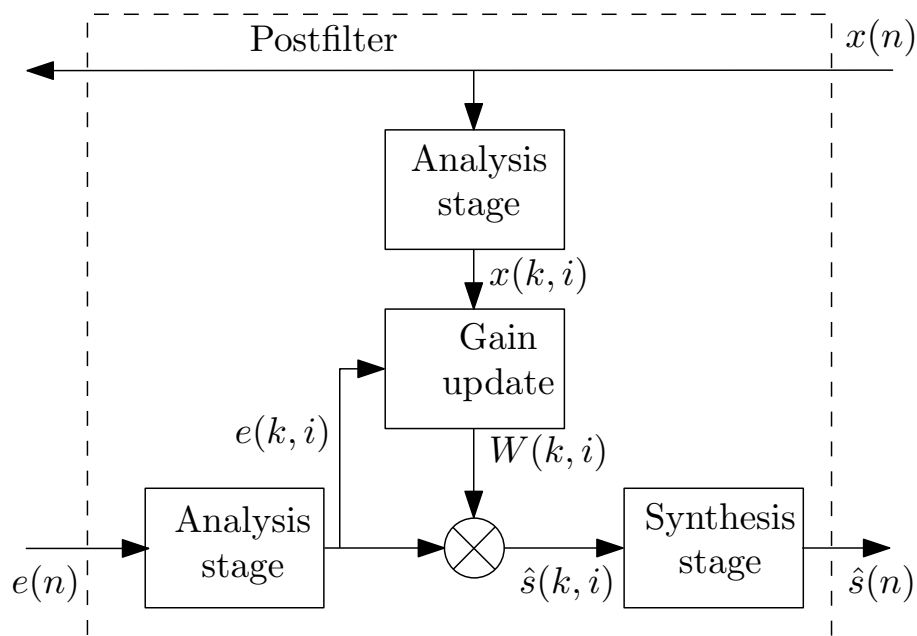 Postfilter
x(n)
Analysis
stage
x(k, i)
Gain
update
e(k, i)
W(k, i)
Analysis
stage
Synthesis
stage
e(n)
ŝ(k, i)
ŝ(n)